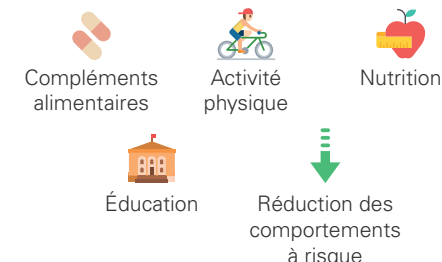 Compléments
alimentaires
Activité
physique
Nutrition
Éducation
Réduction des
comportements
à risque